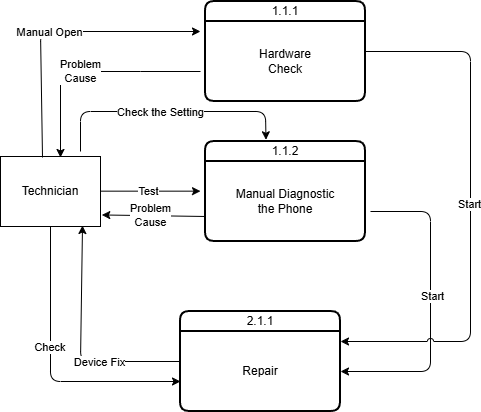 1.1.1
Manual Open
Hardware
Check
Problem
Cause
Check the Setting
1.1.2
Technician
Test
Manual Diagnostic
the Phone
Problem
Cause
Start
Start
2.1.1
Check
Device Fix
Repair